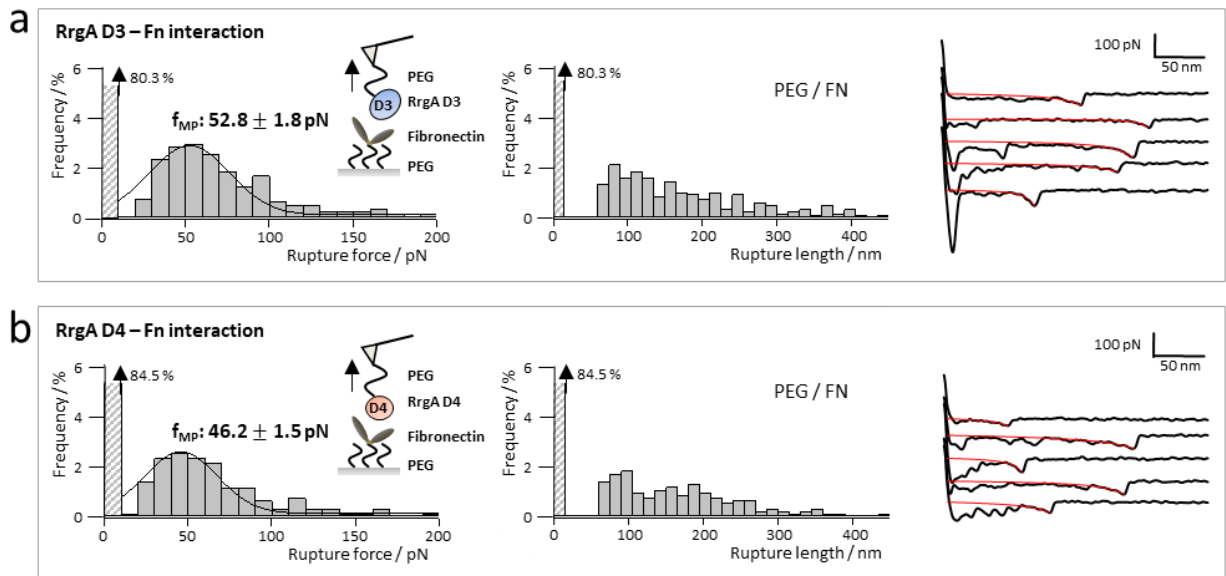 a
RrgA D3 – Fn interaction
Frequency / %
6
4
2
0
80.3 %
f_MP: 52.8 ± 1.8 pN
PEG
D3
RrgA D3
Fibronectin
PEG
0
50
100
150
200
Rupture force / pN
Frequency / %
6
4
2
0
80.3 %
PEG / FN
0
100
200
300
400
Rupture length / nm
100 pN
50 nm
b
RrgA D4 – Fn interaction
Frequency / %
6
4
2
0
84.5 %
f_MP: 46.2 ± 1.5 pN
PEG
D4
RrgA D4
Fibronectin
PEG
0
50
100
150
200
Rupture force / pN
Frequency / %
6
4
2
0
84.5 %
PEG / FN
0
100
200
300
400
Rupture length / nm
100 pN
50 nm